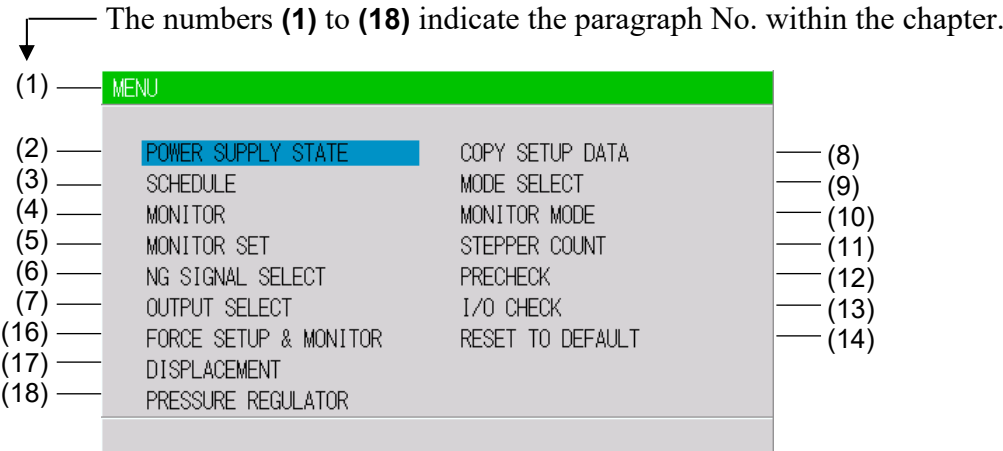 The numbers (1) to (18) indicate the paragraph No. within the chapter.
(1) MENU
(2) POWER SUPPLY STATE COPY SETUP DATA (8)
(3) SCHEDULE MODE SELECT (9)
(4) MONITOR MONITOR MODE (10)
(5) MONITOR SET STEPPER COUNT (11)
(6) NG SIGNAL SELECT PRECHECK (12)
(7) OUTPUT SELECT I/O CHECK (13)
(16) FORCE SETUP & MONITOR RESET TO DEFAULT (14)
(17) DISPLACEMENT
(18) PRESSURE REGULATOR